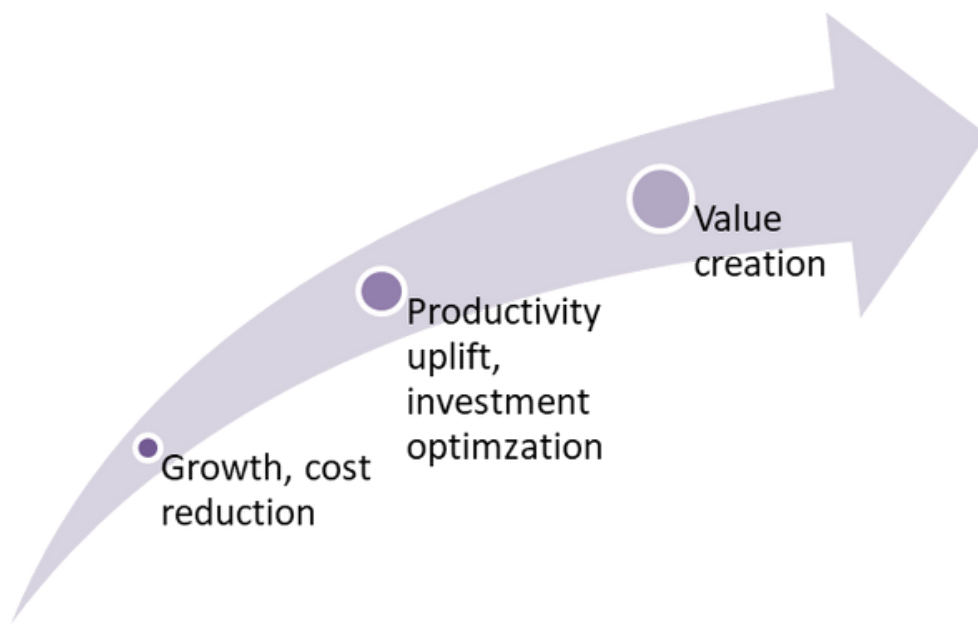 Value
creation
Productivity
uplift,
investment
optimzation
Growth, cost
reduction